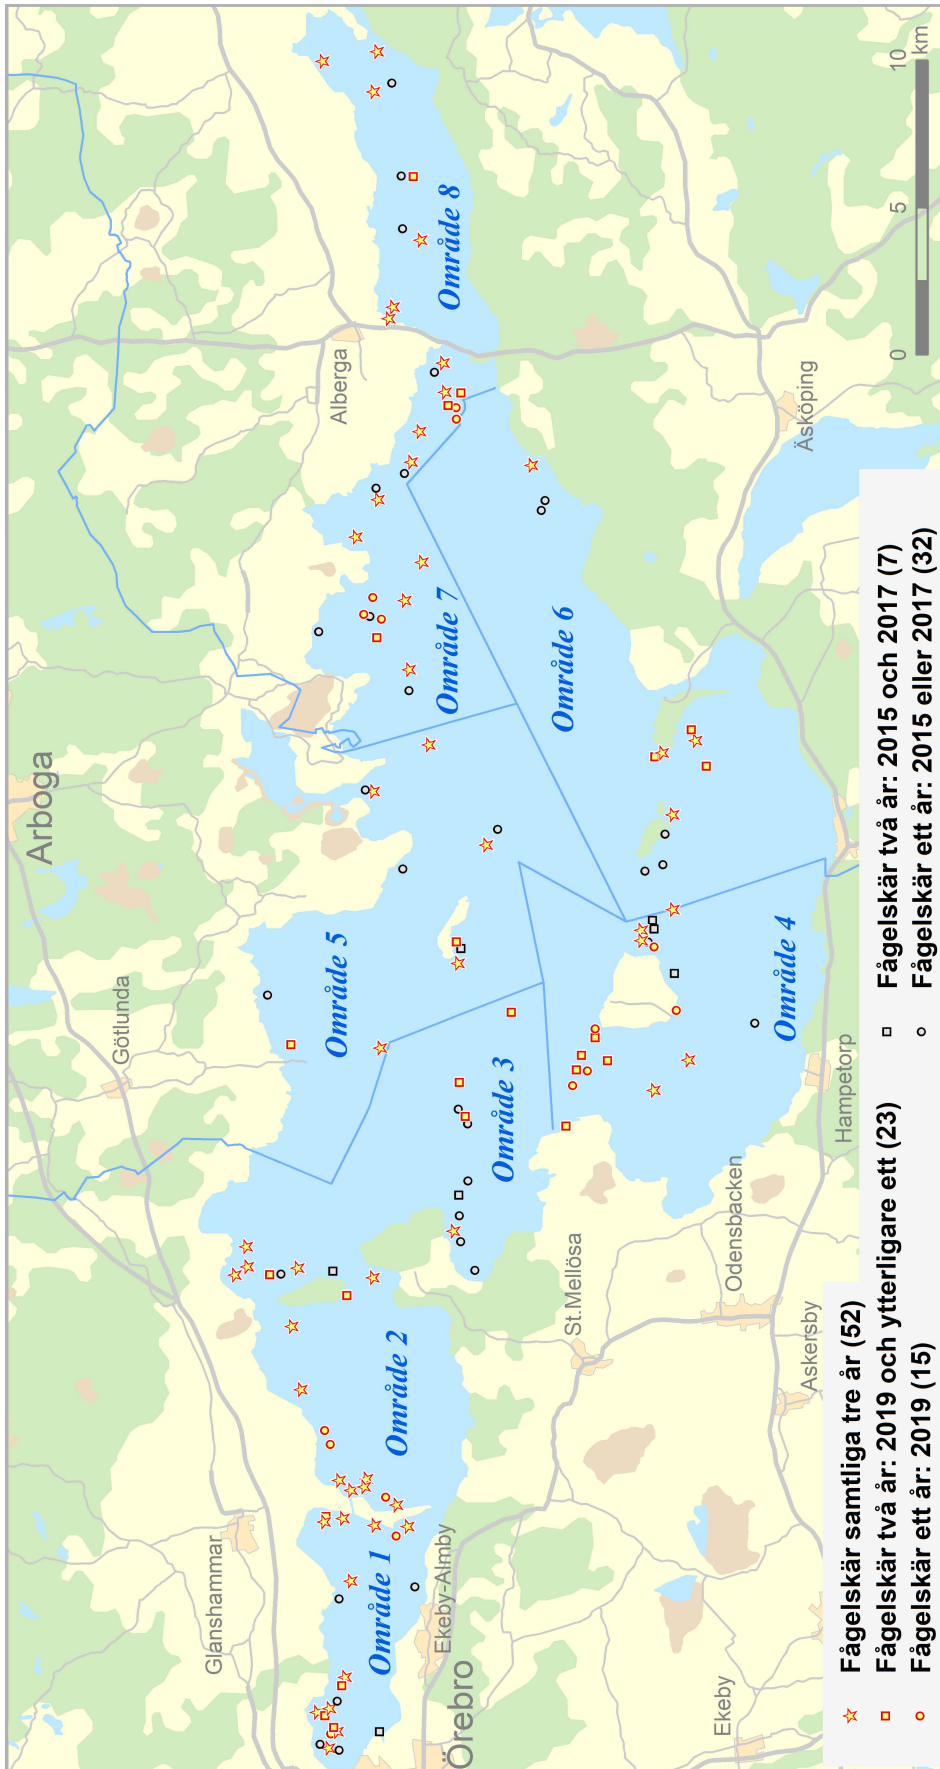 Arboga
Götlunda
Glanshammar
Alberga
Örebro
Ekeby-Almby
St.Mellösa
Odensbacken
Hampetorp
Askersby
Ekeby
Äsköping
Område 1
Område 2
Område 3
Område 4
Område 5
Område 6
Område 7
Område 8
Fågelskär samtliga tre år (52)
Fågelskär två år: 2019 och ytterligare ett (23)
Fågelskär ett år: 2019 (15)
Fågelskär två år: 2015 och 2017 (7)
Fågelskär ett år: 2015 eller 2017 (32)
0 5 10
km